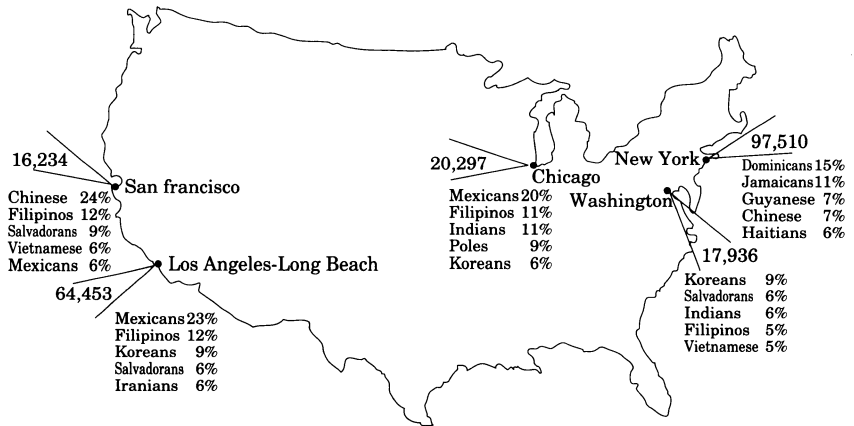 16,234
San francisco
Chinese 24%
Filipinos 12%
Salvadorans 9%
Vietnamese 6%
Mexicans 6%
Los Angeles-Long Beach
64,453
Mexicans 23%
Filipinos 12%
Koreans 9%
Salvadorans 6%
Iranians 6%
20,297
Chicago
Mexicans 20%
Filipinos 11%
Indians 11%
Poles 9%
Koreans 6%
New York
97,510
Dominicans 15%
Jamaicans 11%
Guyanese 7%
Chinese 7%
Haitians 6%
Washington
17,936
Koreans 9%
Salvadorans 6%
Indians 6%
Filipinos 5%
Vietnamese 5%